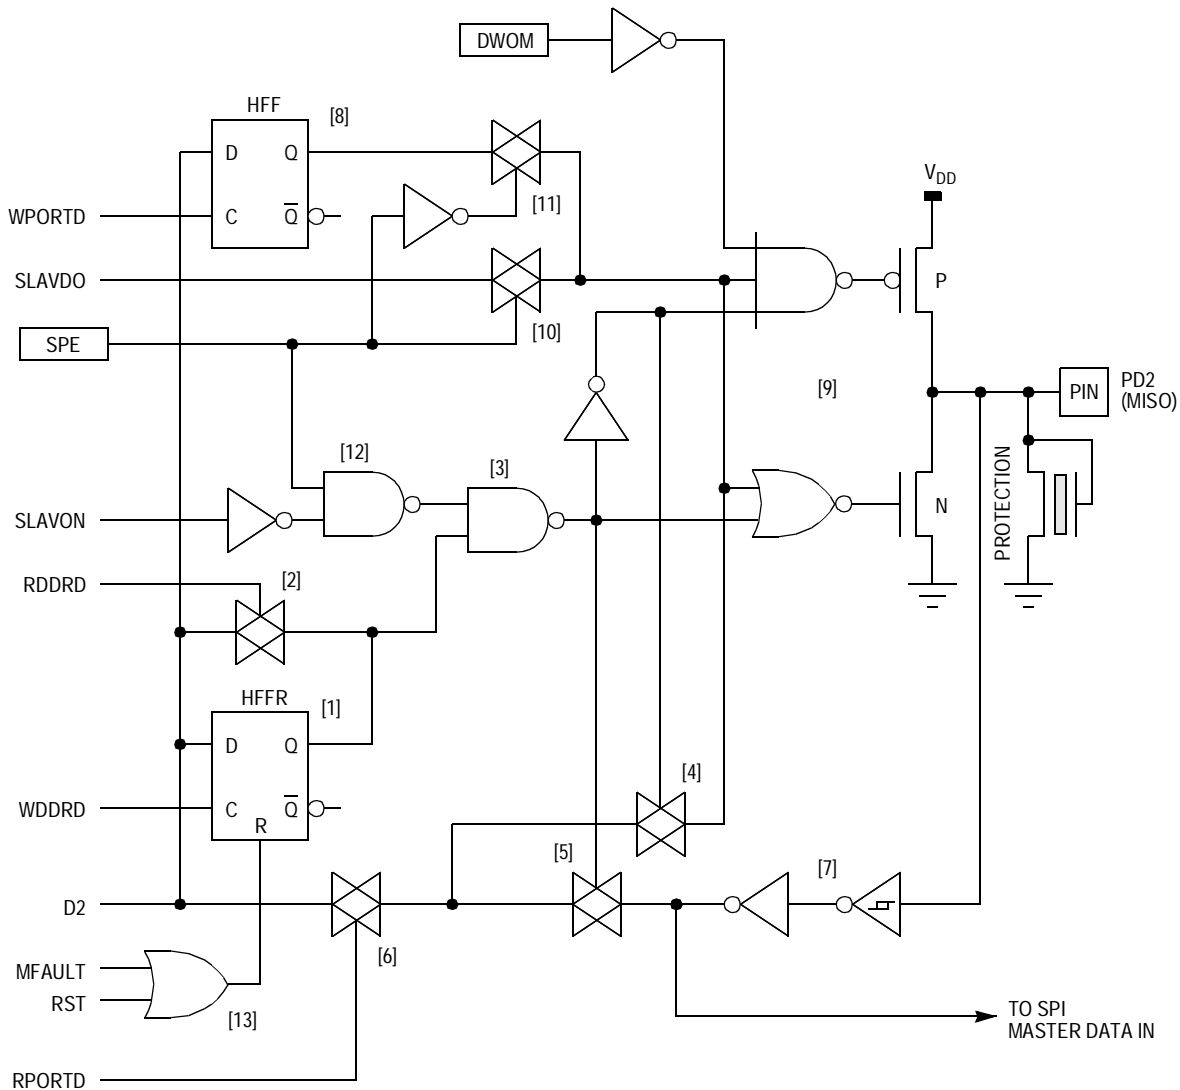 DWOM
HFF
[8]
D
Q
WPORTD
C
Q
[11]
VDD
SLAVDO
P
[10]
SPE
[9]
PIN
PD2
(MISO)
[12]
[3]
PROTECTION
N
SLAVON
RDDRD
[2]
HFFR
[1]
D
Q
[4]
WDDRD
C
Q
R
[5]
[7]
D2
[6]
MFAULT
RST
[13]
TO SPI
MASTER DATA IN
RPORTD